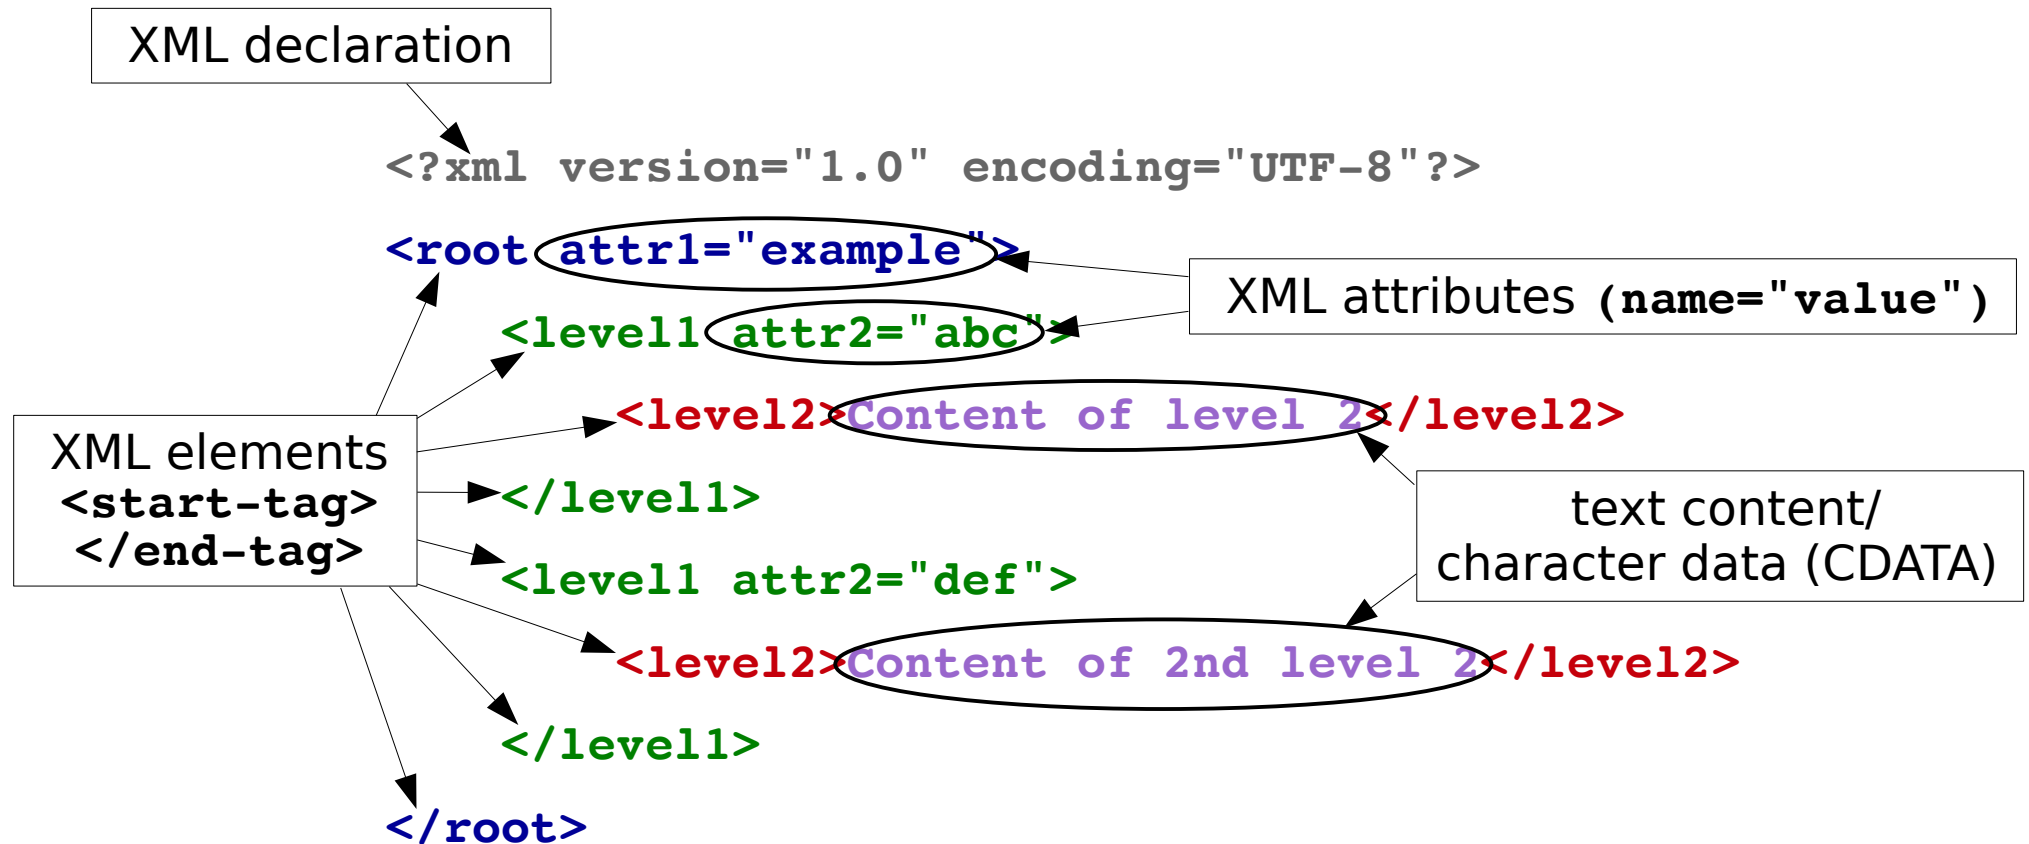 XML declaration
<?xml version="1.0" encoding="UTF-8"?>
<root attr1="example">
XML attributes (name="value")
<level1 attr2="abc">
<level2>Content of level 2</level2>
XML elements
<start-tag>
</end-tag>
</level1>
text content/
character data (CDATA)
<level1 attr2="def">
<level2>Content of 2nd level 2</level2>
</level1>
</root>